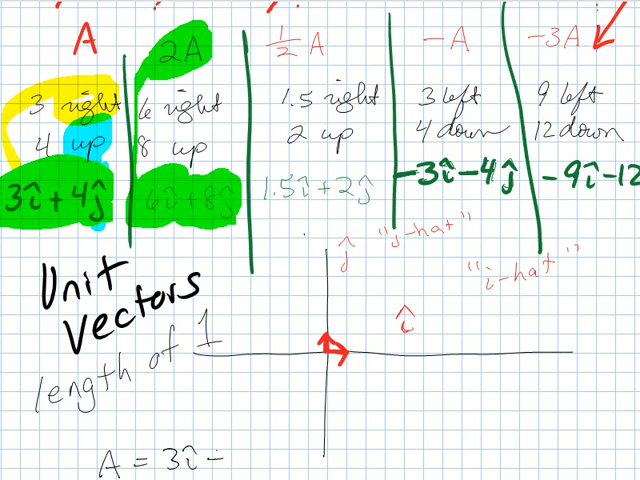 A 2A 1/2 A -A -3A
3 right 6 right 1.5 right 3 left 9 left
4 up 8 up 2 up 4 down 12 down
3î + 4ĵ 6î + 8ĵ 1.5î + 2ĵ -3î - 4ĵ -9î - 12
ĵ "j-hat"
"i-hat"
î
Unit
Vectors
length of 1
A = 3î -